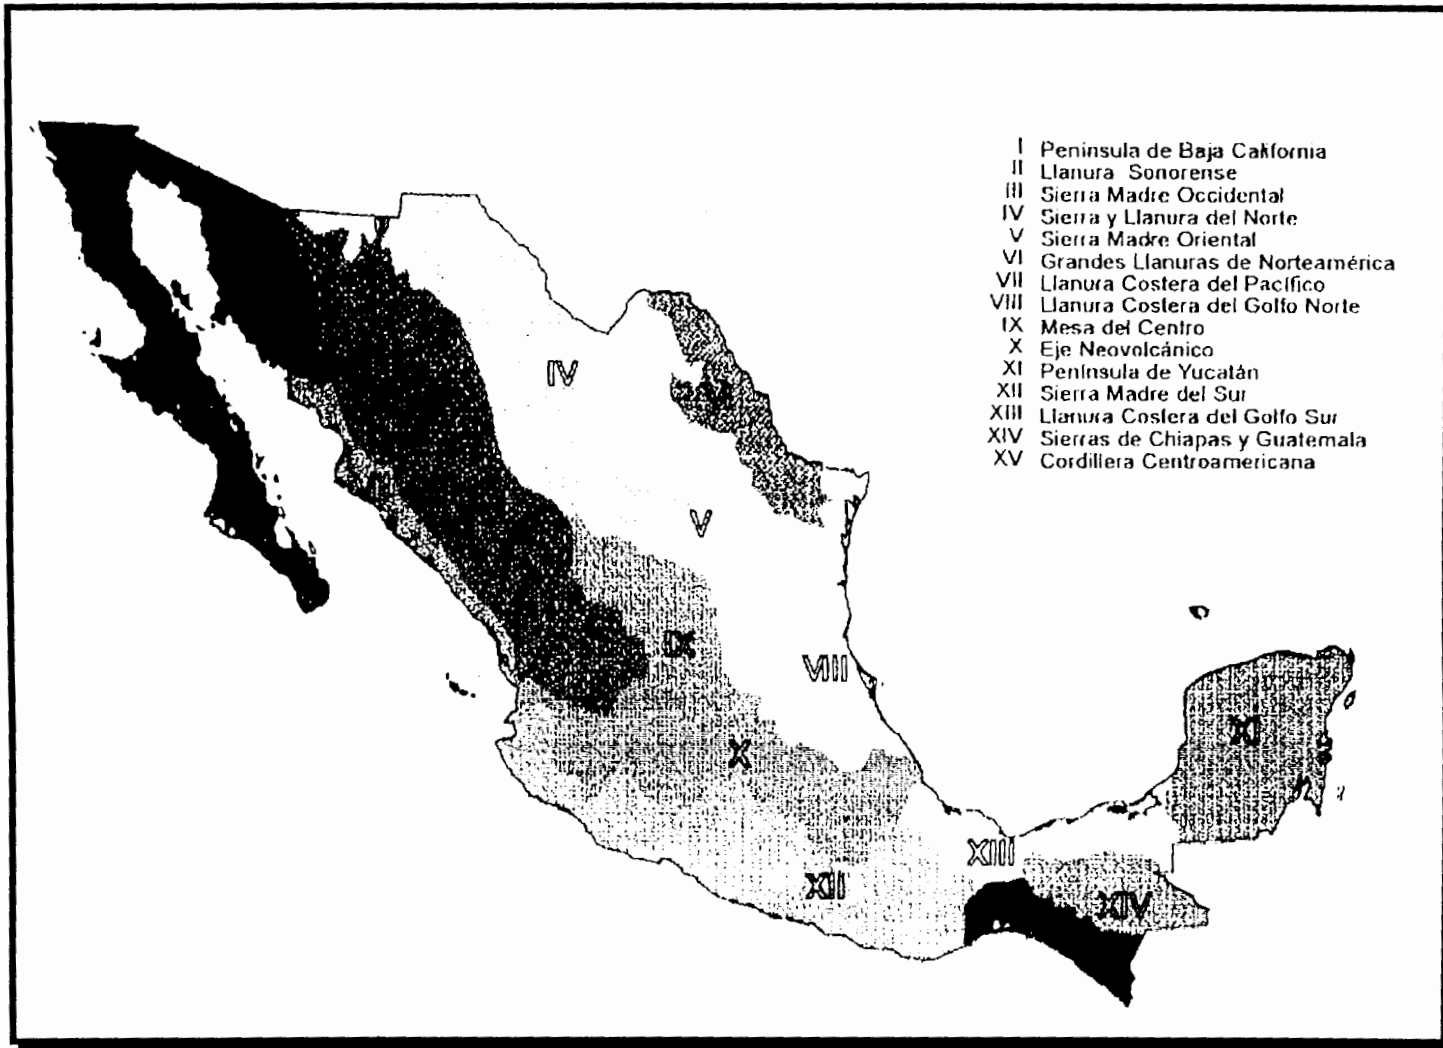 I Peninsula de Baja California
II Llanura Sonorense
III Sierra Madre Occidental
IV Sierra y Llanura del Norte
V Sierra Madre Oriental
VI Grandes Llanuras de Norteamérica
VII Llanura Costera del Pacífico
VIII Llanura Costera del Golfo Norte
IX Mesa del Centro
X Eje Neovolcánico
XI Península de Yucatán
XII Sierra Madre del Sur
XIII Llanura Costera del Golfo Sur
XIV Sierras de Chiapas y Guatemala
XV Cordillera Centroamericana
IV
V
IX
VIII
X
XI
XIII
XII
XIV